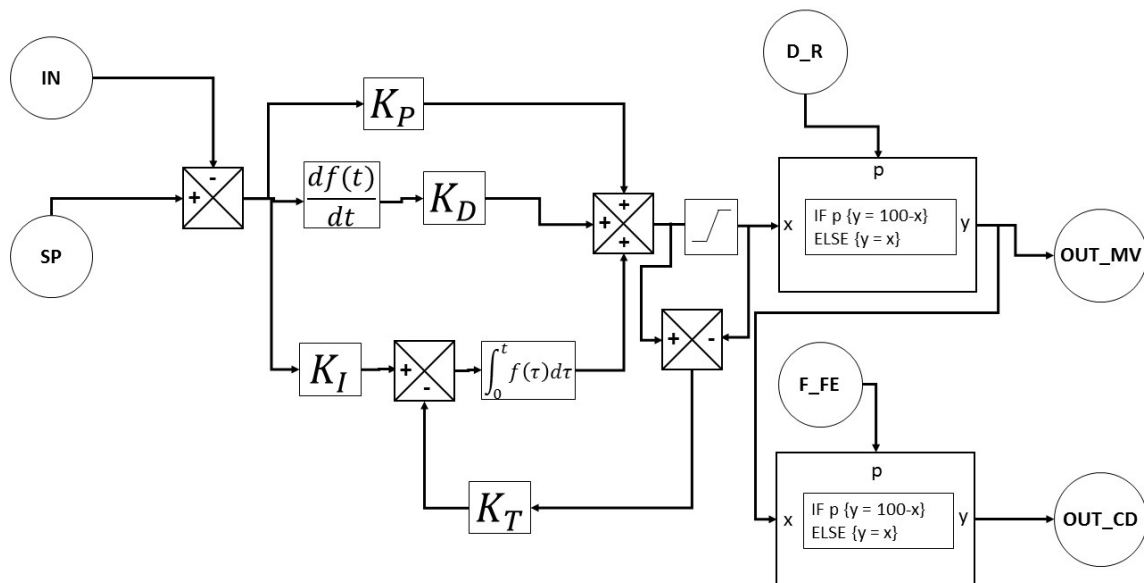 IN
D_R
K_P
-
+
SP
df(t)
dt
K_D
+
+
+
p
x
IF p {y = 100-x}
ELSE {y = x}
y
OUT_MV
K_I
+
-
∫_0^t f(τ)dτ
+
-
F_FE
K_T
p
x
IF p {y = 100-x}
ELSE {y = x}
y
OUT_CD